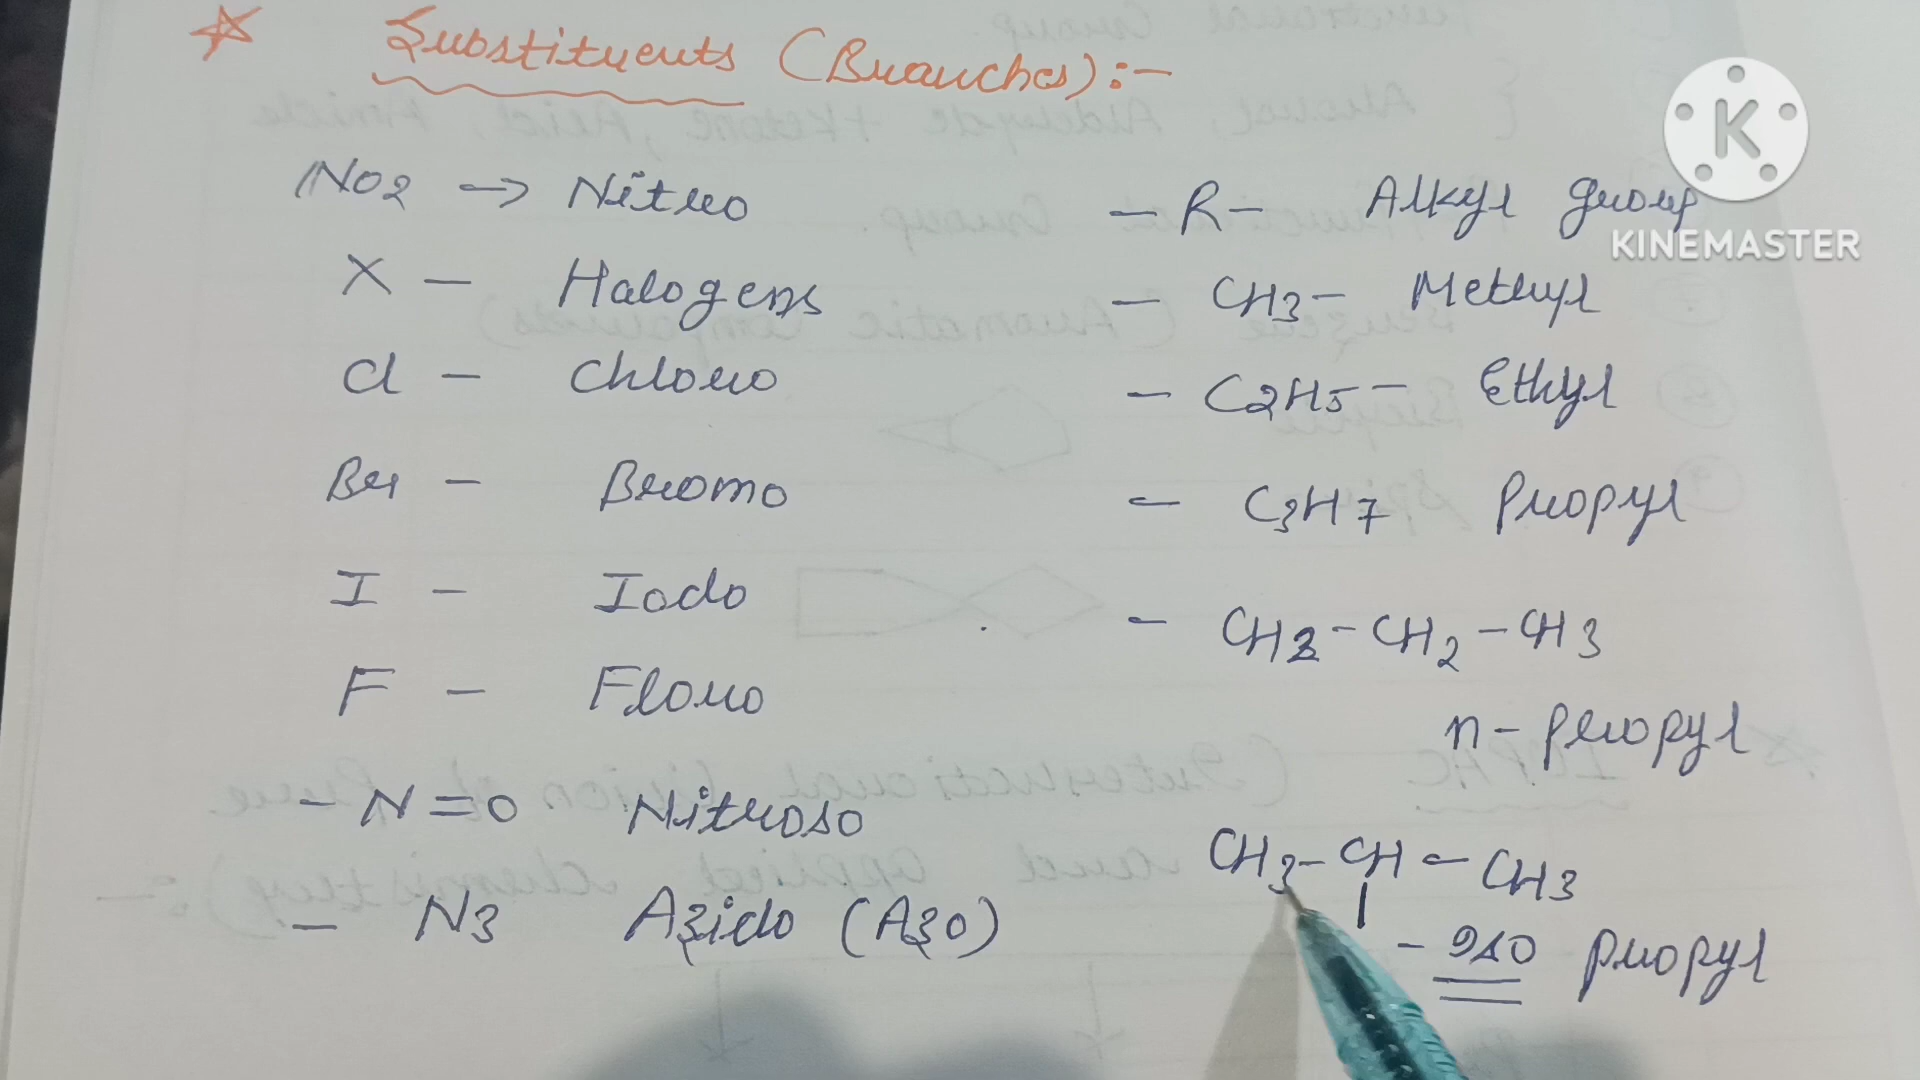 Substituents (Branches):-
NO2 → Nitro
X - Halogens
Cl - Chloro
Br - Bromo
I - Iodo
F - Floro
- N=O Nitroso
- N3 Azido (Azo)
- R- Alkyl group
- CH3- Methyl
- C2H5- Ethyl
- C3H7 Propyl
- CH2-CH2-CH3
n-propyl
CH3-CH-CH3
- iso propyl
K
KINEMASTER